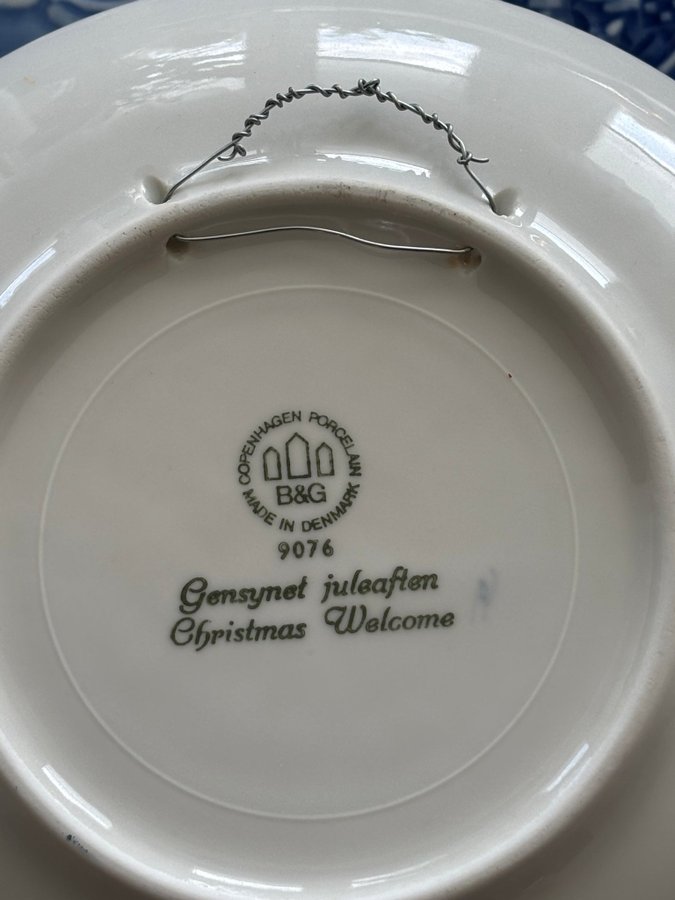 COPENHAGEN PORCELAIN
B&G
MADE IN DENMARK
9076
Gensynet juleaften
Christmas Welcome